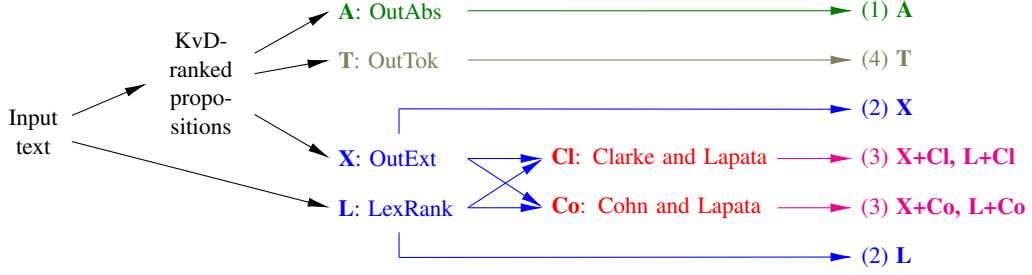 A: OutAbs
(1) A
KvD-
ranked
propo-
sitions
T: OutTok
(4) T
(2) X
Input
text
X: OutExt
Cl: Clarke and Lapata
(3) X+Cl, L+Cl
L: LexRank
Co: Cohn and Lapata
(3) X+Co, L+Co
(2) L